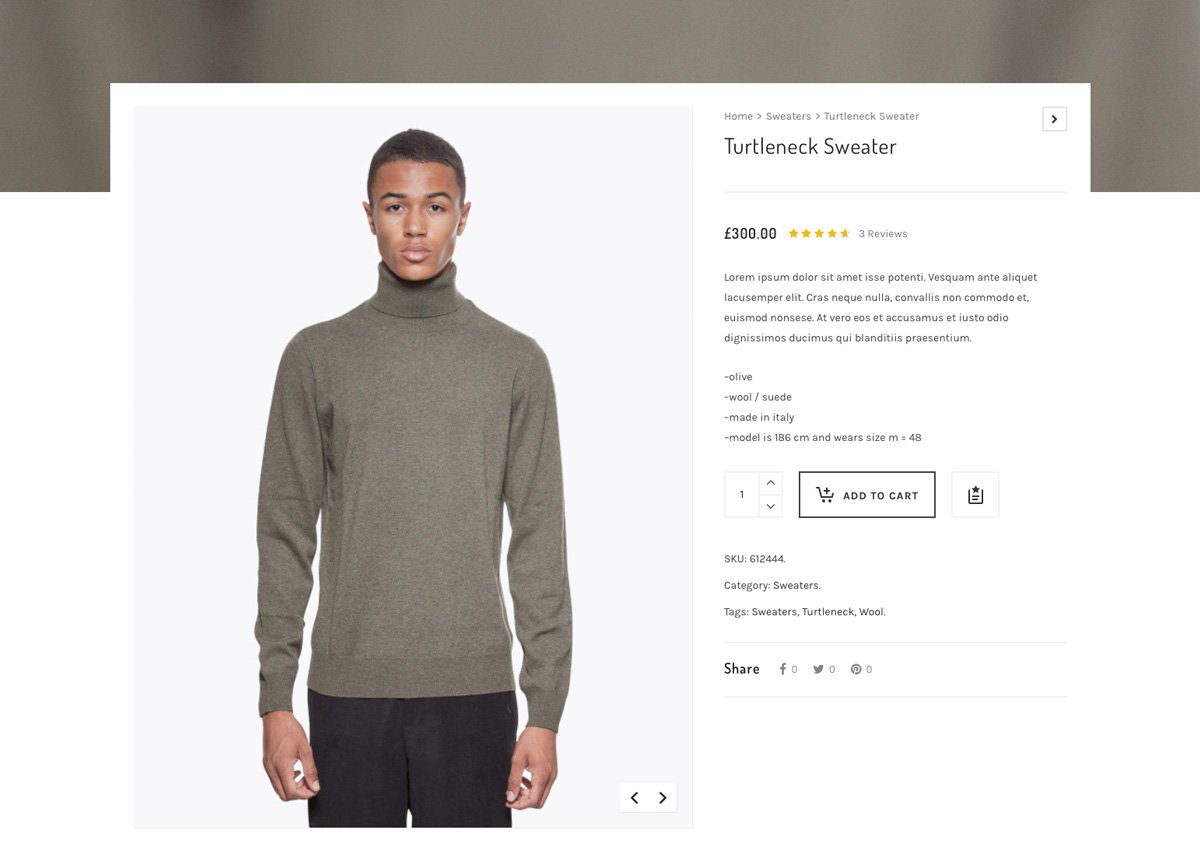 Home > Sweaters > Turtleneck Sweater
Turtleneck Sweater
£300.00 3 Reviews
Lorem ipsum dolor sit amet isse potenti. Vesquam ante aliquet
lacusemper elit. Cras neque nulla, convallis non commodo et,
euismod nonsese. At vero eos et accusamus et iusto odio
dignissimos ducimus qui blanditiis praesentium.
-olive
-wool / suede
-made in italy
-model is 186 cm and wears size m = 48
1 ADD TO CART
SKU: 612444.
Category: Sweaters.
Tags: Sweaters, Turtleneck, Wool.
Share 0 0 0